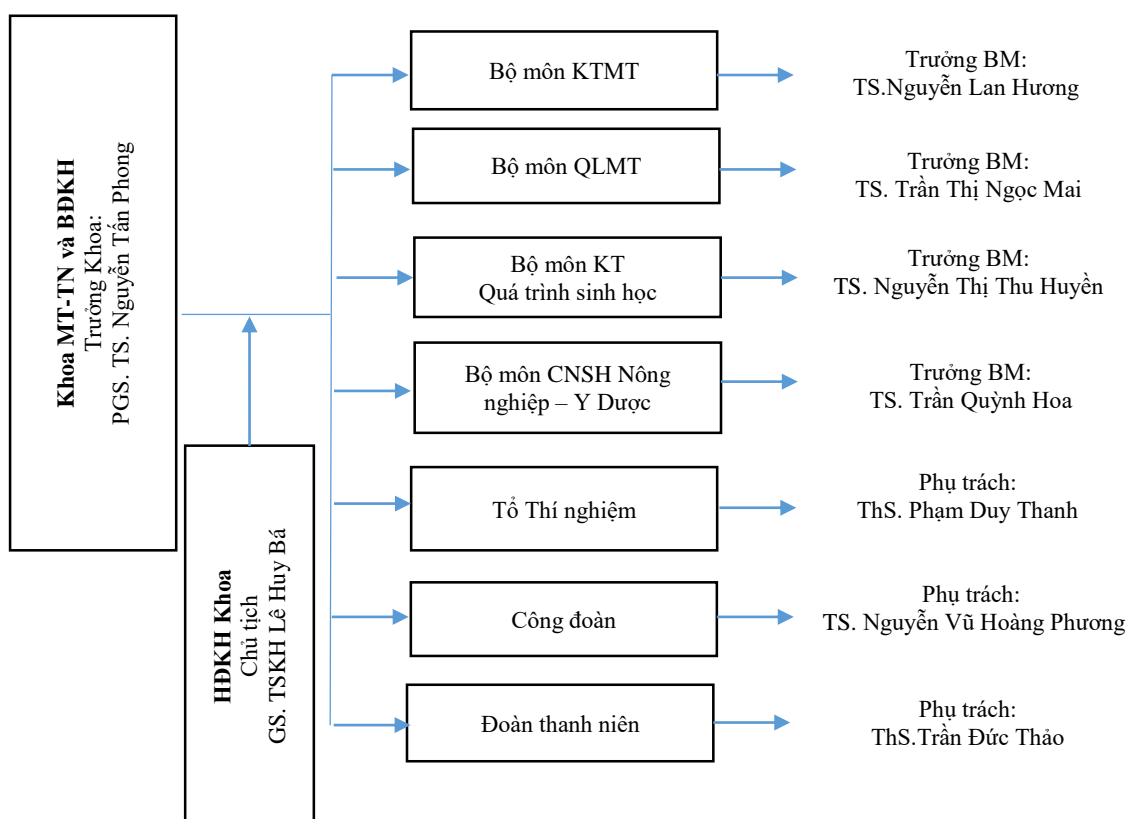 Khoa MT-TN và BĐKH
Trưởng Khoa:
PGS. TS. Nguyễn Tấn Phong
HĐKH Khoa
Chủ tịch
GS. TSKH Lê Huy Bá
Bộ môn KTMT
Trưởng BM:
TS.Nguyễn Lan Hương
Bộ môn QLMT
Trưởng BM:
TS. Trần Thị Ngọc Mai
Bộ môn KT
Quá trình sinh học
Trưởng BM:
TS. Nguyễn Thị Thu Huyền
Bộ môn CNSH Nông
nghiệp – Y Dược
Trưởng BM:
TS. Trần Quỳnh Hoa
Tổ Thí nghiệm
Phụ trách:
ThS. Phạm Duy Thanh
Công đoàn
Phụ trách:
TS. Nguyễn Vũ Hoàng Phương
Đoàn thanh niên
Phụ trách:
ThS.Trần Đức Thảo